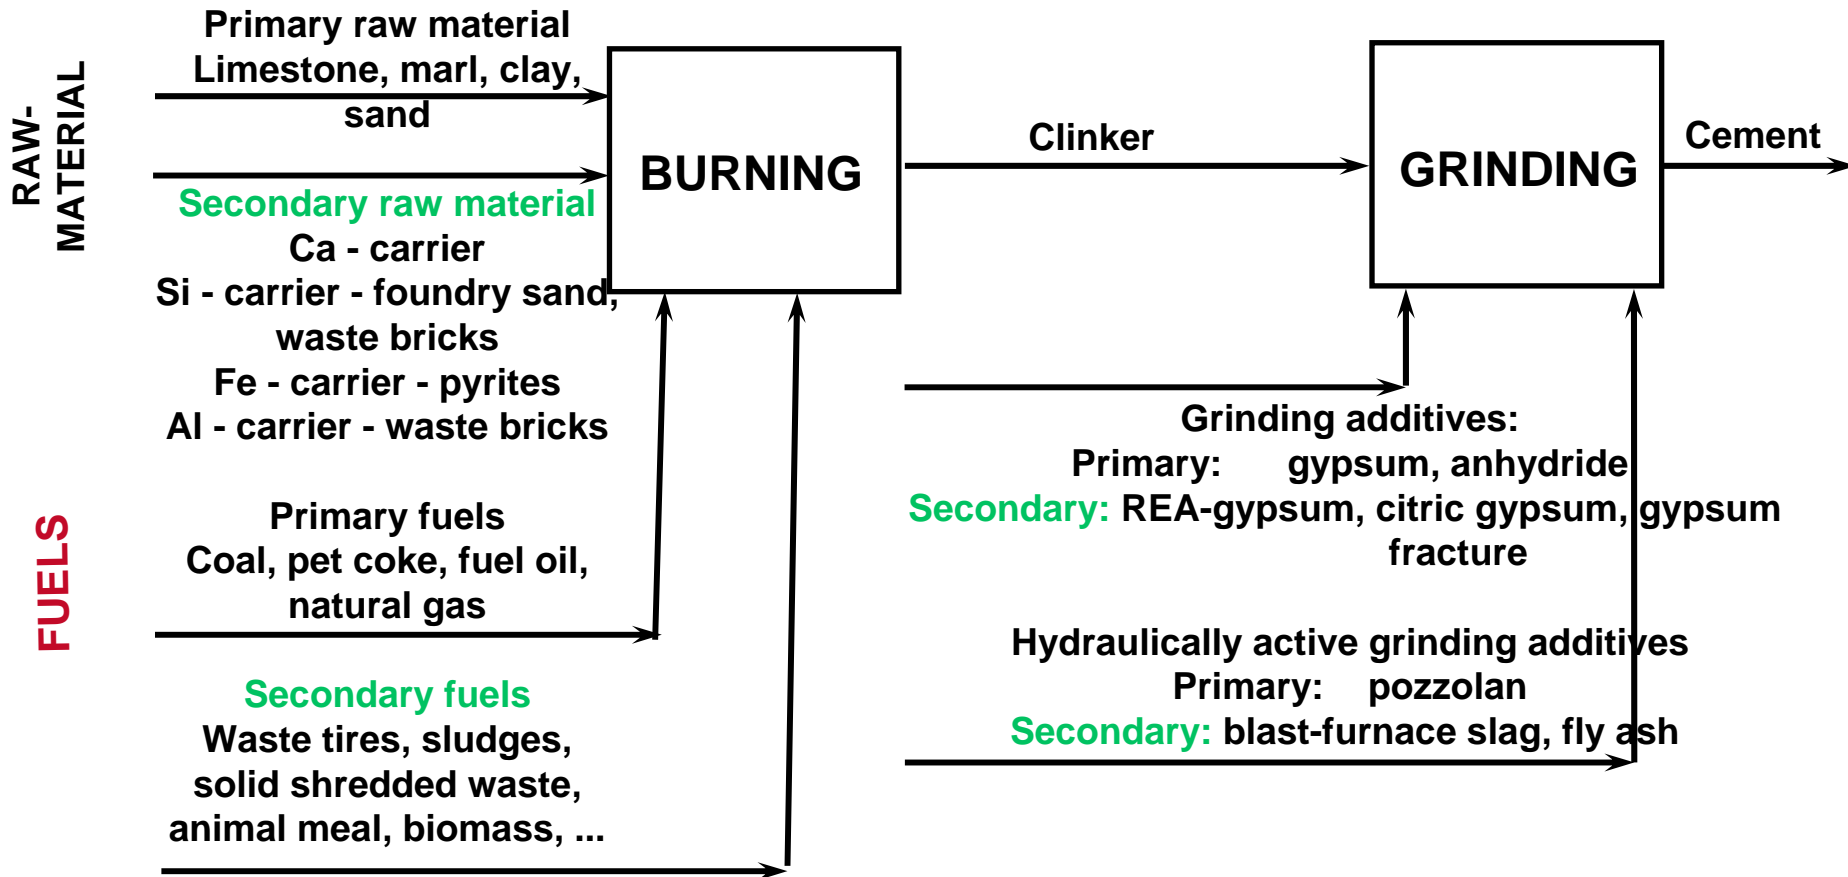 RAW-
MATERIAL
Primary raw material
Limestone, marl, clay,
sand
Secondary raw material
Ca - carrier
Si - carrier - foundry sand,
waste bricks
Fe - carrier - pyrites
Al - carrier - waste bricks
FUELS
Primary fuels
Coal, pet coke, fuel oil,
natural gas
Secondary fuels
Waste tires, sludges,
solid shredded waste,
animal meal, biomass, ...
BURNING
Clinker
GRINDING
Cement
Grinding additives:
Primary: gypsum, anhydride
Secondary: REA-gypsum, citric gypsum, gypsum
fracture
Hydraulically active grinding additives
Primary: pozzolan
Secondary: blast-furnace slag, fly ash